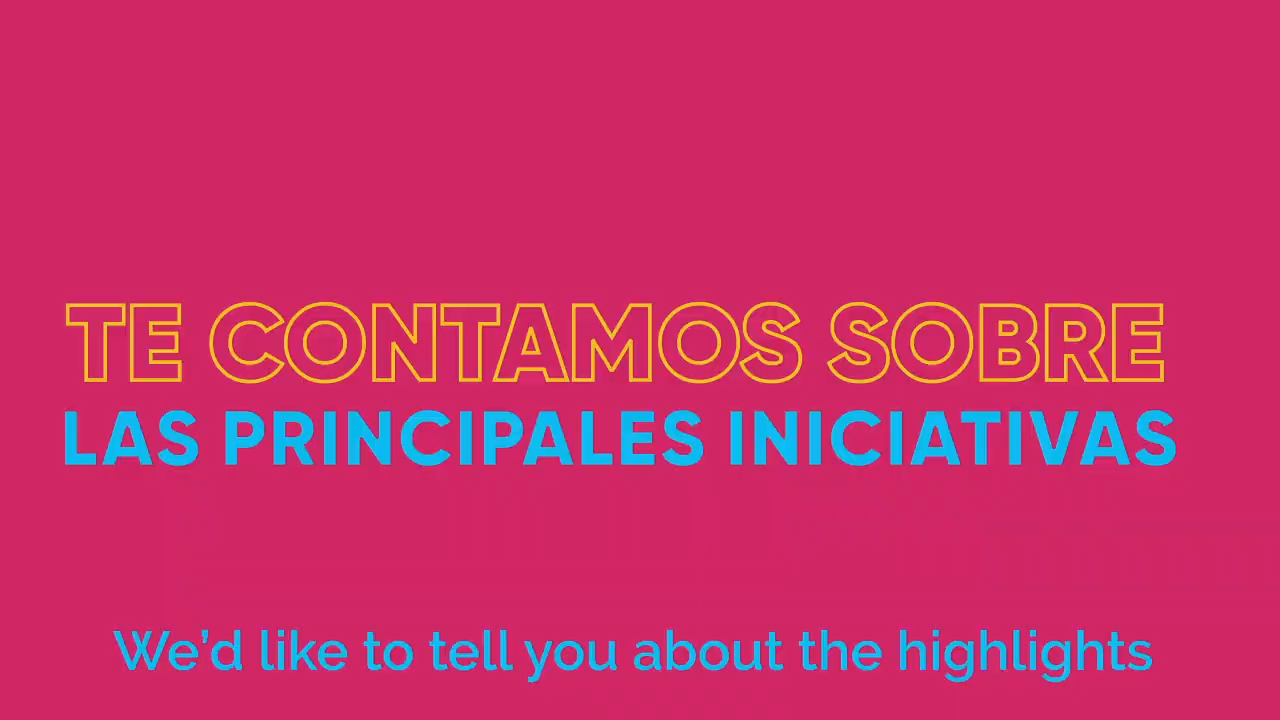 TE CONTAMOS SOBRE
LAS PRINCIPALES INICIATIVAS
We'd like to tell you about the highlights